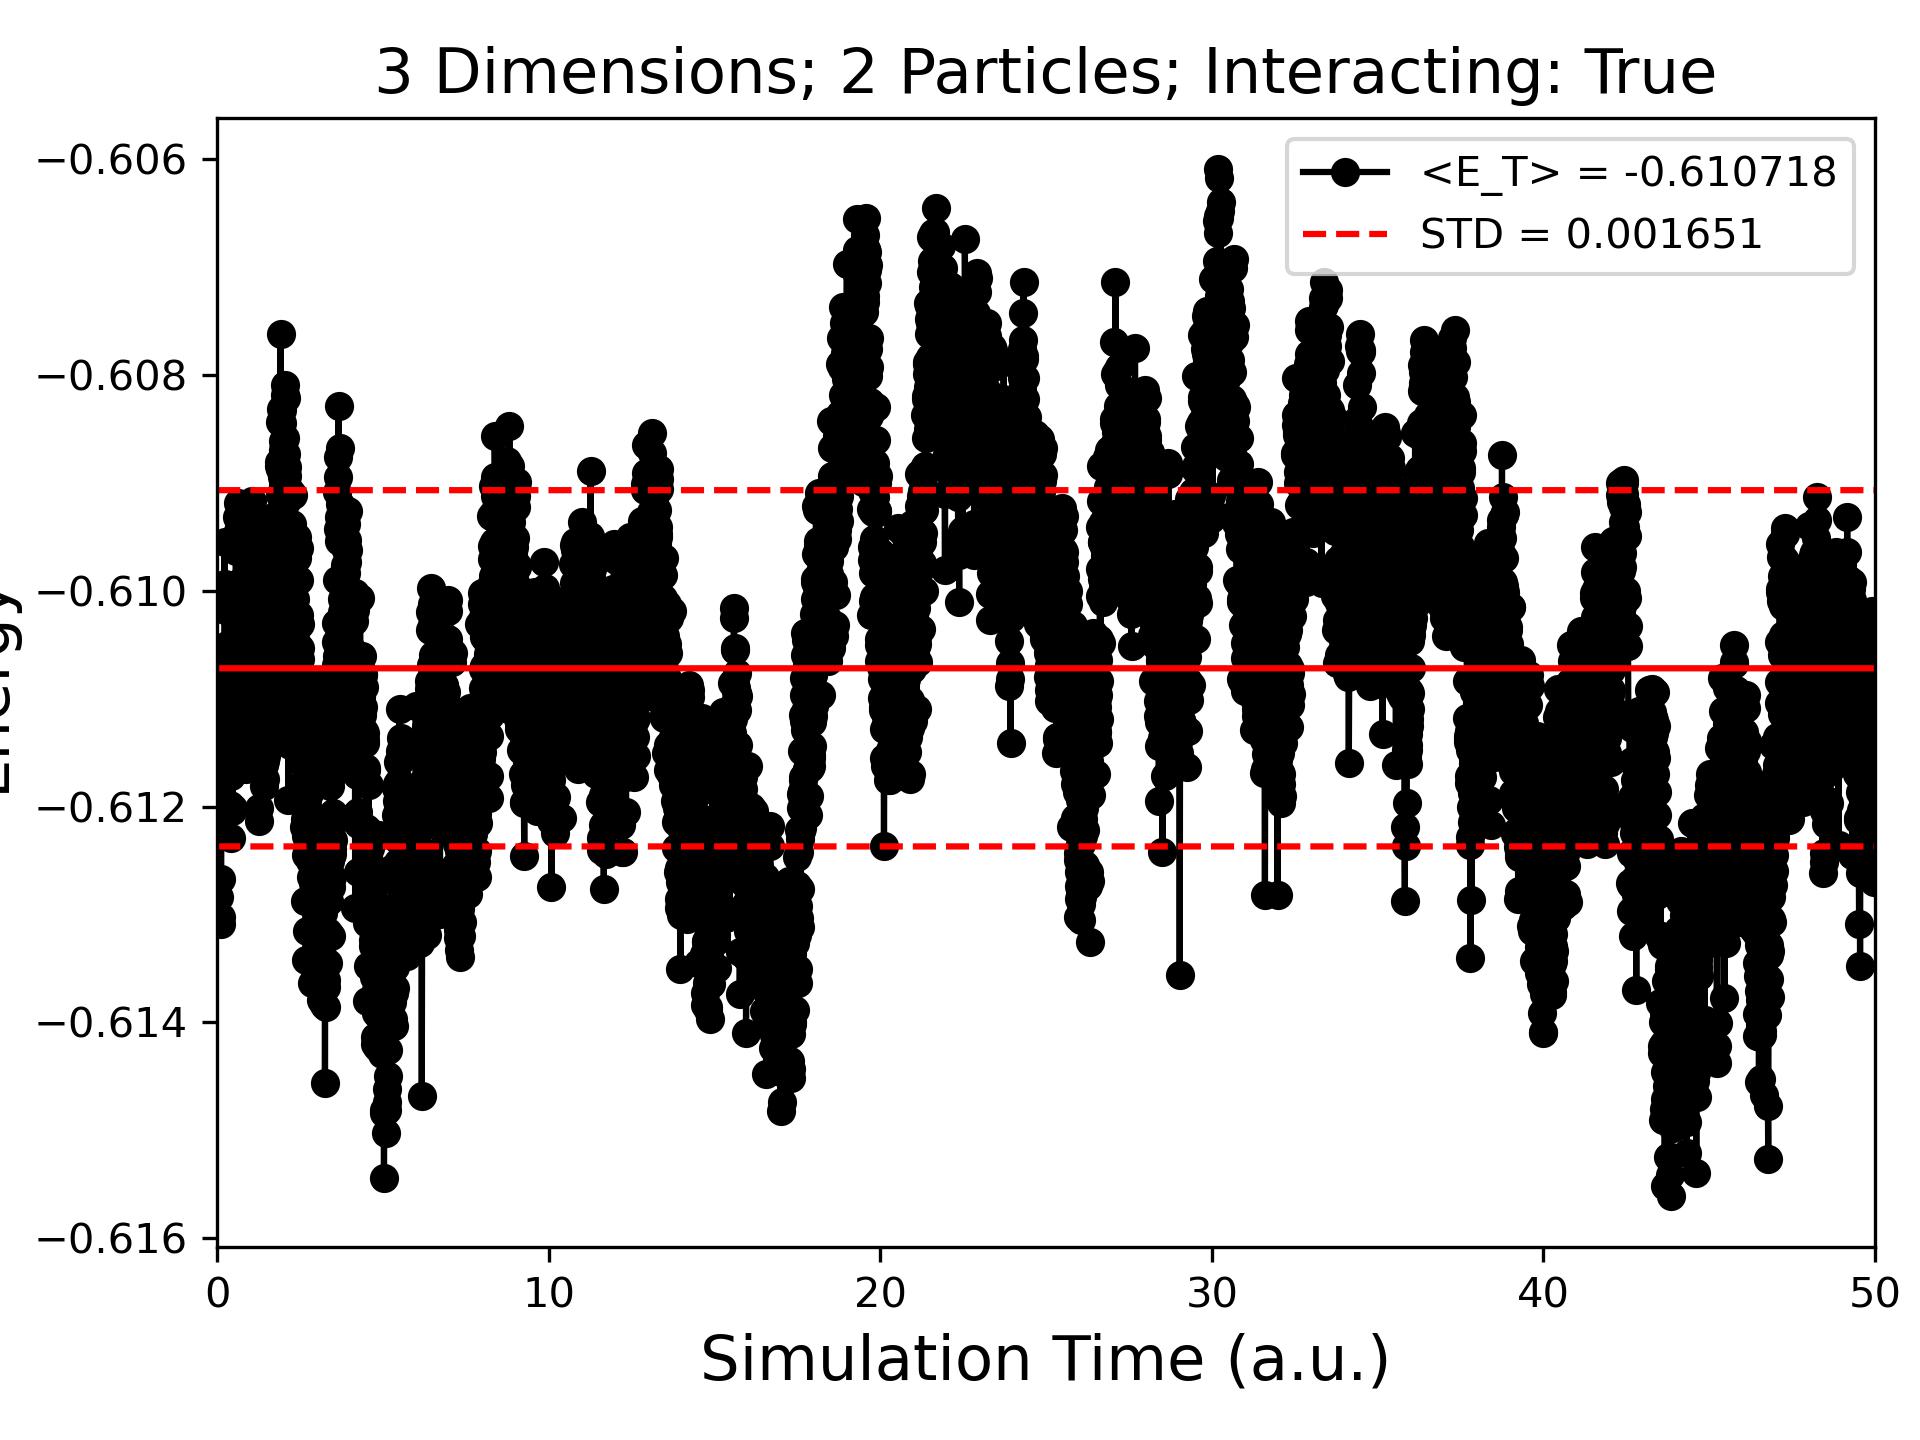 3 Dimensions; 2 Particles; Interacting: True
<E_T> = -0.610718
STD = 0.001651
Energy
−0.606
−0.608
−0.610
−0.612
−0.614
−0.616
0 10 20 30 40 50
Simulation Time (a.u.)